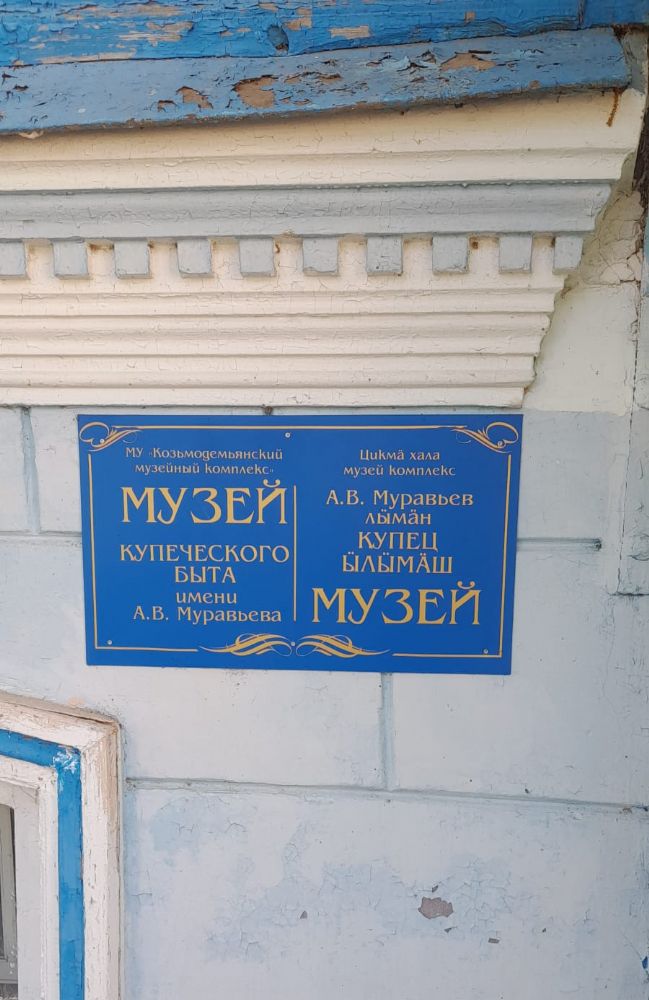 МУ «Козьмодемьянский
музейный комплекс»
МУЗЕЙ
КУПЕЧЕСКОГО
БЫТА
имени
А.В. Муравьева
Цикмӓ хала
музей комплекс
А.В. Муравьев
лӹмӓн
КУПЕЦ
ӸЛӸМӒШ
МУЗЕЙ